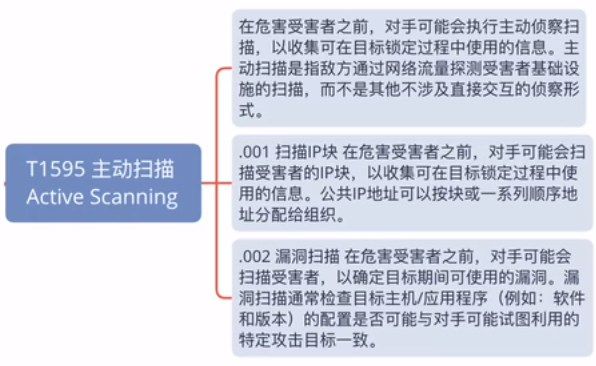 T1595 主动扫描
Active Scanning
在危害受害者之前，对手可能会执行主动侦察扫
描，以收集可在目标锁定过程中使用的信息。主
动扫描是指敌方通过网络流量探测受害者基础设
施的扫描，而不是其他不涉及直接交互的侦察形
式。
.001 扫描IP块 在危害受害者之前，对手可能会扫
描受害者的IP块，以收集可在目标锁定过程中使
用的信息。公共IP地址可以按块或一系列顺序地
址分配给组织。
.002 漏洞扫描 在危害受害者之前，对手可能会
扫描受害者，以确定目标期间可使用的漏洞。漏
洞扫描通常检查目标主机/应用程序（例如：软件
和版本）的配置是否可能与对手可能试图利用的
特定攻击目标一致。